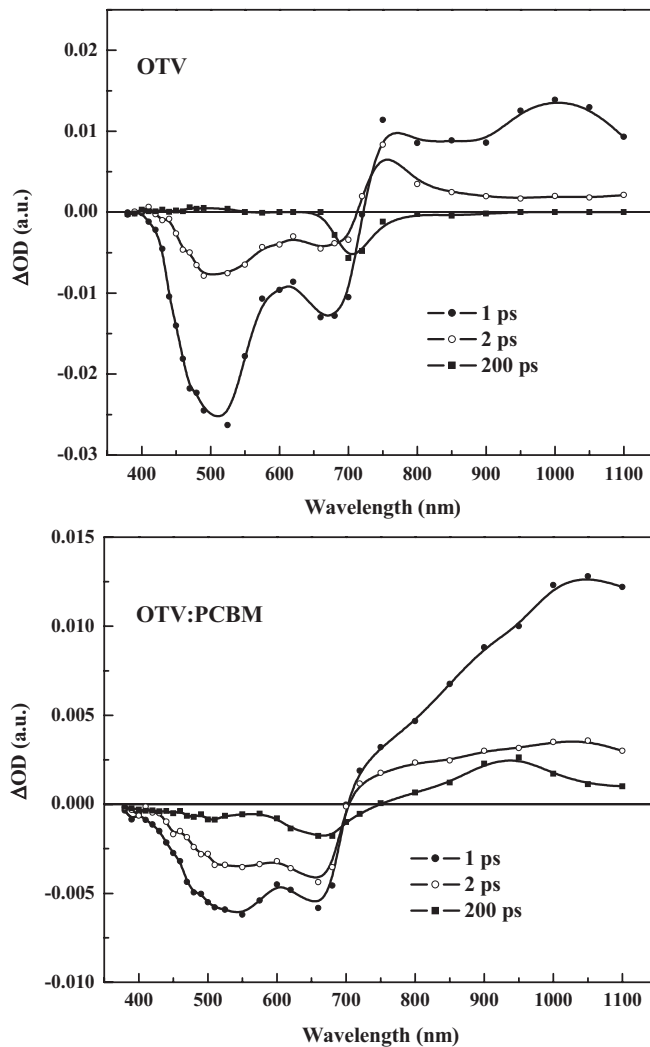 0.02
OTV
0.01
0.00
ΔOD (a.u.)
-0.01
1 ps
2 ps
-0.02
200 ps
-0.03
400 500 600 700 800 900 1000 1100
Wavelength (nm)
0.015
OTV:PCBM
0.010
0.005
ΔOD (a.u.)
0.000
1 ps
-0.005
2 ps
200 ps
-0.010
400 500 600 700 800 900 1000 1100
Wavelength (nm)